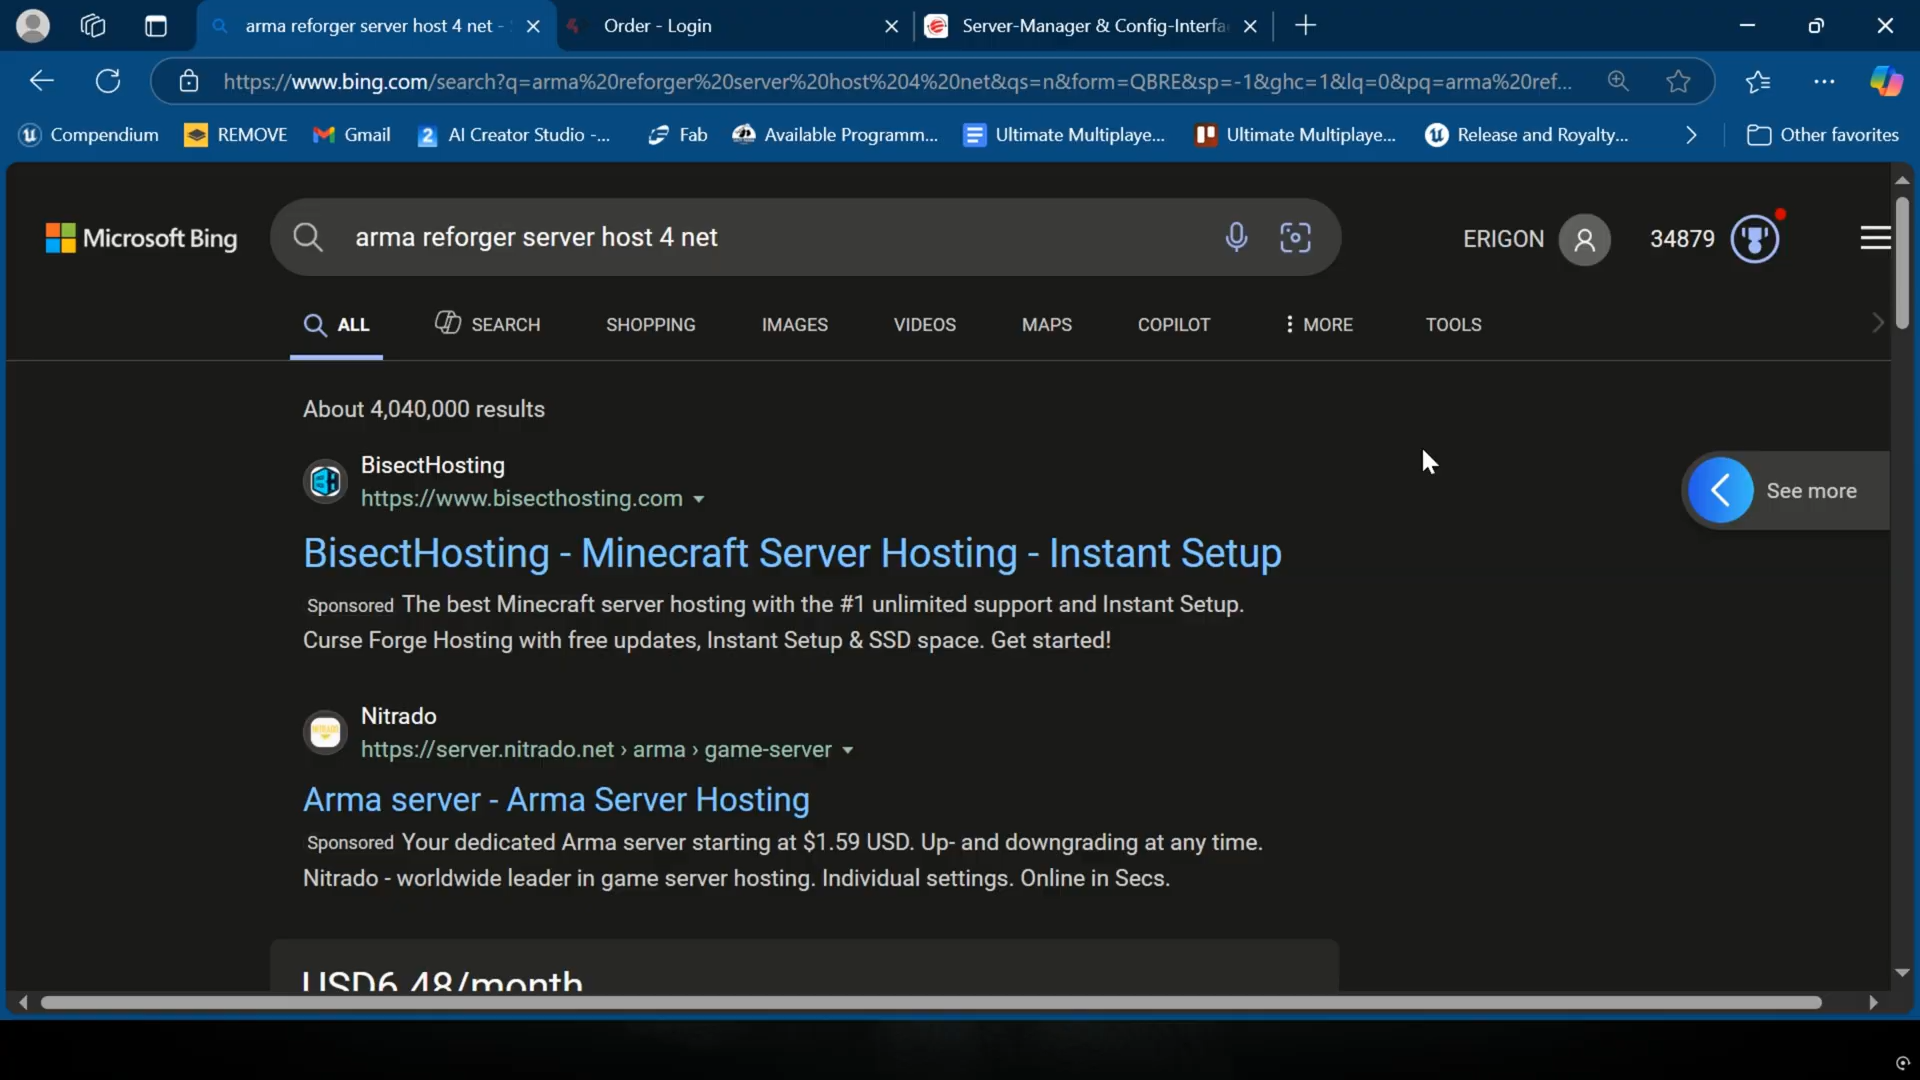 arma reforger server host 4 net -
Order - Login
Server-Manager & Config-Interfa
https://www.bing.com/search?q=arma%20reforger%20server%20host%204%20net&qs=n&form=QBRE&sp=-1&ghc=1&lq=0&pq=arma%20ref...
Compendium
REMOVE
Gmail
AI Creator Studio -...
Fab
Available Programm...
Ultimate Multiplaye...
Ultimate Multiplaye...
Release and Royalty...
Other favorites
Microsoft Bing
arma reforger server host 4 net
ERIGON
34879
ALL
SEARCH
SHOPPING
IMAGES
VIDEOS
MAPS
COPILOT
MORE
TOOLS
About 4,040,000 results
BisectHosting
https://www.bisecthosting.com
See more
BisectHosting - Minecraft Server Hosting - Instant Setup
Sponsored The best Minecraft server hosting with the #1 unlimited support and Instant Setup.
Curse Forge Hosting with free updates, Instant Setup & SSD space. Get started!
Nitrado
https://server.nitrado.net › arma › game-server
Arma server - Arma Server Hosting
Sponsored Your dedicated Arma server starting at $1.59 USD. Up- and downgrading at any time.
Nitrado - worldwide leader in game server hosting. Individual settings. Online in Secs.
USD6.48/month